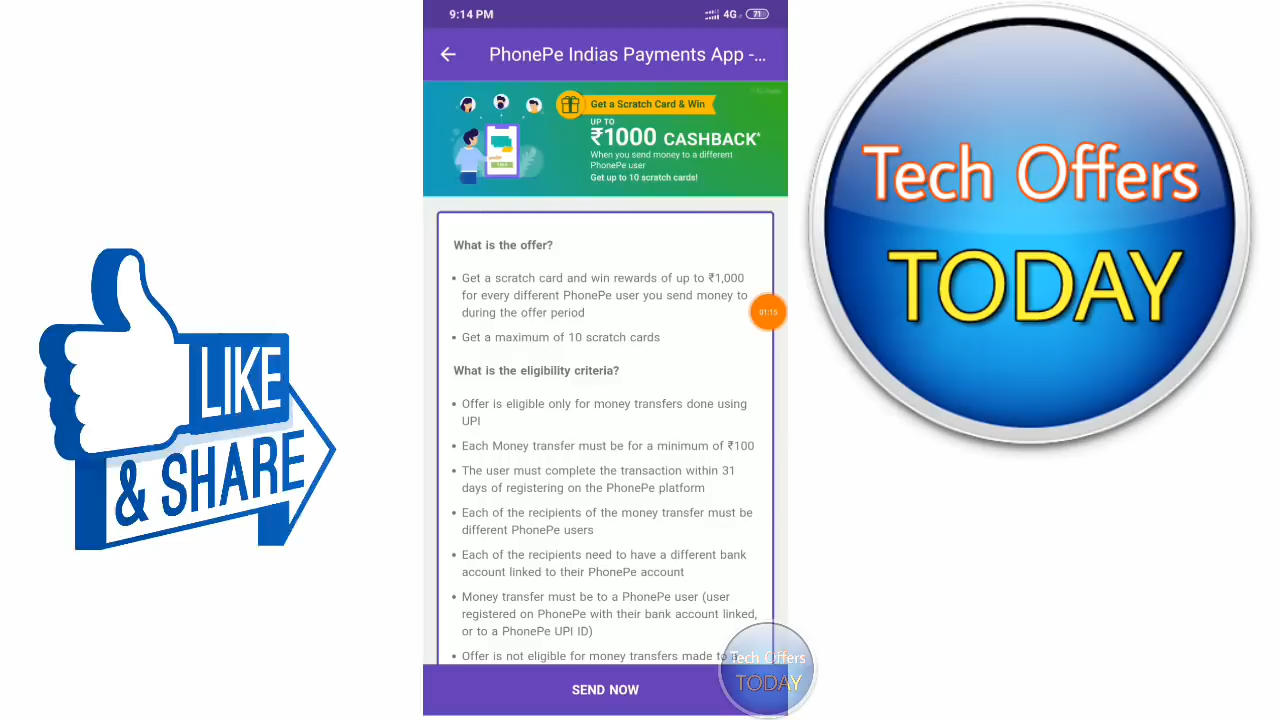 9:14 PM
4G
71
PhonePe Indias Payments App -...
Get a Scratch Card & Win
UP TO
₹1000 CASHBACK*
When you send money to a different
PhonePe user
Get up to 10 scratch cards!
What is the offer?
• Get a scratch card and win rewards of up to ₹1,000
for every different PhonePe user you send money to
during the offer period
• Get a maximum of 10 scratch cards
What is the eligibility criteria?
• Offer is eligible only for money transfers done using
UPI
• Each Money transfer must be for a minimum of ₹100
• The user must complete the transaction within 31
days of registering on the PhonePe platform
• Each of the recipients of the money transfer must be
different PhonePe users
• Each of the recipients need to have a different bank
account linked to their PhonePe account
• Money transfer must be to a PhonePe user (user
registered on PhonePe with their bank account linked,
or to a PhonePe UPI ID)
• Offer is not eligible for money transfers made to
SEND NOW
01:15
LIKE
& SHARE
Tech Offers
TODAY
Tech Offers
TODAY